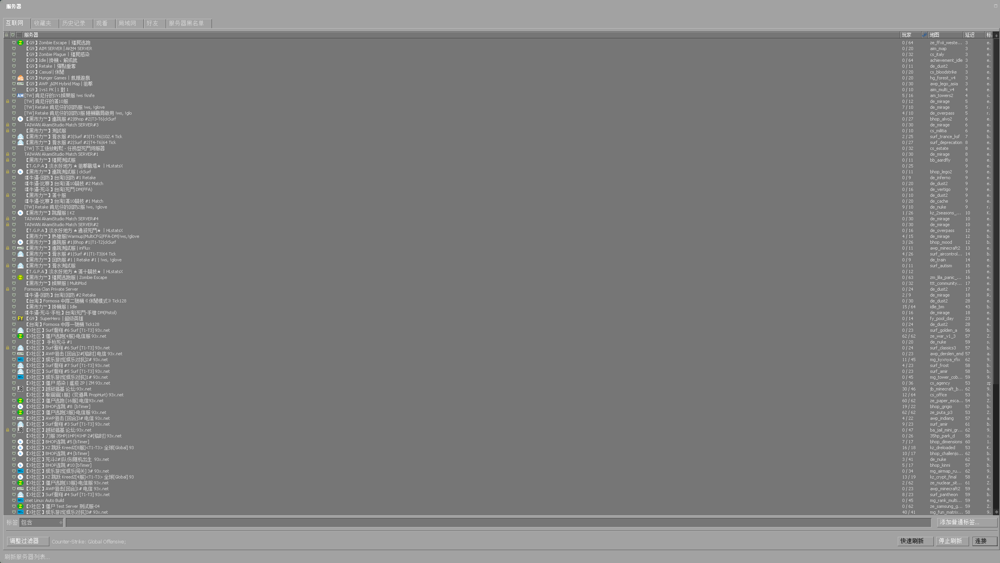 服务器
互联网 收藏夹 历史记录 观看 局域网 好友 服务器黑名单
服务器 玩家 地图 延迟 标.
【G9】Zombie Escape | 殭屍逃跑 0 / 64 ze_ffxii_weste... 3 e.
【G9】AIM SERVER | AKM4 SERVER 0 / 20 aim_map 3 e.
【G9】Zombie Plague | 殭屍感染 0 / 32 cs_italy 3 e.
【G9】Idle | 掛機、解成就 0 / 64 achievement_idle 3 e.
【G9】Retake | 彈點重奪 0 / 11 de_dust2 3 e.
【G9】Casual | 休閒 0 / 20 cs_bloodstrike 3 e.
【G9】Hunger Games | 飢餓遊戲 0 / 20 hg_forest_v4 3 e.
【G9】AWP _AIM Hybrid Map | 狙擊 0 / 30 awp_lego_asia 3 e.
【G9】1vs1 PK | 1 對 1 0 / 10 aim_multi_v4 4 e.
[TW] 肯尼仔的1V1娛樂服 !ws !knife 5 / 16 am_towers2 4 s.
[TW] 肯尼仔的滿10服 0 / 12 de_mirage 5 e.
[TW] Retake 肯尼仔的回防服 !ws, !glove 7 / 10 de_mirage 5 r.
[TW] Retake 肯尼仔的回防3服 隨機戰局啟用 !ws, !glo 4 / 10 de_overpass 5 r.
【黑市力™】連跳服 #2|Bhop #2|T3-T6|ckSurf 0 / 27 bhop_alvo2 6 e.
TAIWAN AkamiStudio Match SERVER#3 0 / 30 de_mirage 6 e.
【黑市力™】測試服 0 / 10 cs_militia 6 e.
【黑市力™】滑水服 #3|Surf #3|T1-T6|102.4 Tick 2 / 25 surf_trance_ksf 7 b.
【黑市力™】滑水服 #2|Surf #2|T4-T6|64 Tick 0 / 27 surf_deprecation 8 e.
[TW] 下工後放輕鬆 - 任務型死鬥伺服器 0 / 32 cs_estate 8 e.
TAIWAN AkamiStudio Match SERVER#1 0 / 30 de_mirage 8 e.
【黑市力™】殭屍測試服 0 / 11 bb_aardfly 8 e.
【T.G.P.A】淡水好地方 ★ 狙擊戰場★ | HLstatsX 0 / 25 9 e.
【黑市力™】連跳測試服 | ckSurf 0 / 11 bhop_lego2 9 e.
【牛逼-回防】台灣|回防 #1 Retake 0 / 9 de_inferno 9 e.
【牛逼-比赛】台灣|滿10競技 #2 Match 0 / 20 de_dust2 9 e.
【牛逼-死斗】台灣|死鬥 DM(FFA) 0 / 16 de_vertigo 9 e.
【黑市力™】滿十服 0 / 10 de_dust2 9 e.
【牛逼-比赛】台灣|滿10競技 #1 Match 0 / 20 de_cache 9 e.
[TW] Retake 肯尼仔的回防2服 !ws, !glove 9 / 10 de_nuke 9 r.
【黑市力™】跳躍服 | KZ 1 / 26 kz_2seasons_... 10 K.
TAIWAN AkamiStudio Match SERVER#4 0 / 30 de_mirage 10 e.
TAIWAN AkamiStudio Match SERVER#2 0 / 30 de_mirage 10 e.
【T.G.P.A】淡水好地方 ★ 通殺死鬥★ | HLstatsX 0 / 16 de_overpass 12 e.
【黑市力™】熱槍服|Warmup|MultiCFG|FFA-DM|!ws,!glove 4 / 15 de_mirage 12 b.
【黑市力™】連跳服 #1|Bhop #1|T1-T2|ckSurf 3 / 26 bhop_mood 12 b.
【黑市力™】連跳測試服 | inFlux 0 / 11 awp_minecraft2 13 e.
【黑市力™】滑水服 #1|Surf #1|T1-T3|64 Tick 4 / 26 surf_aircontrol... 14 b.
【黑市力™】回防服 #1 | Retake #1 | !ws, !glove 0 / 9 de_train 14 e.
【黑市力™】滑水測試服 0 / 11 surf_autism 15 e.
【T.G.P.A】淡水好地方 ★ 滿十競技★ | HLstatsX 0 / 12 15 e.
【黑市力™】殭屍逃跑服 | Zombie Escape 0 / 63 zm_lila_panic_... 16 e.
【黑市力™】娛樂服 | MultiMod 0 / 32 ttt_community... 17 e.
Formosa Clan Private Server 0 / 24 de_dust2 17 e.
【牛逼-回防】台灣|回防 #2 Retake 2 / 9 de_mirage 18 R.
【台灣】Formosa 中隊二號機《休閒模式》Tick128 0 / 30 de_dust2 28 e.
【黑市力™】掛機服 | Idle 15 / 64 idle_bm 43 b.
【牛逼-死斗·手枪】台灣|死鬥-手槍 DM(Pistol) 0 / 16 de_mirage 18 e.
【G9】 SuperHero | 超級英雄 0 / 14 fy_pool_day 23 e.
【台灣】Formosa 中隊一號機 Tick128 0 / 24 de_dust2 28 e.
【X社区】Surf滑翔 #6 Surf [T1-T3] 93x.net 0 / 23 surf_golden_a 56 b.
【X社区】僵尸逃跑[4服]-电信服 93x.net 62 / 62 ze_war_v1_3 57 Z.
【X社区】 手枪死斗 #1 0 / 20 de_nuke 59 s.
【X社区】Surf滑翔 #6 Surf [T1-T3] 93x.net 0 / 24 surf_classics3 57 b.
【X社区】AWP狙击 [回合]2#[临时] 电信 93x.net 0 / 23 awp_derslen_end 57 a.
【X社区】娱乐游戏[娱乐对抗]2# 93x.net 11 / 45 mg_kyxnya_rfix 62 9.
【X社区】Surf滑翔 #7 Surf [T1-T3] 93x.net 4 / 23 surf_frost 58 b.
【X社区】Surf滑翔 #5 Surf [T1-T3] 93x.net 0 / 23 surf_amir 58 b.
【X社区】娱乐游戏[娱乐对抗]1# 93x.net 0 / 45 mg_tower_cob... 59 9.
【X社区】僵尸 感染 | 瘟疫 ZP | ZM 93x.net 0 / 36 cs_agency 53 zp
【X社区】越狱搞基 论坛:93x.net 30 / 46 jb_minecraft_b... 62 9.
【X社区】躲猫猫[1服] (变道具 PropHurt) 93x.net 12 / 64 cs_office 53 b.
【X社区】僵尸逃跑 [16服] 电信93x.net 60 / 62 ze_paper_esca... 54 Z.
【X社区】BHOP连跳 #8 [bTimer] 19 / 22 bhop_grigio 57 b.
【X社区】僵尸逃跑[3服]-电信服 93x.net 62 / 62 ze_puta_p3 53 Z.
【X社区】AWP狙击 [回合]3# 电信 93x.net 4 / 22 awp_indiang 57 a.
【X社区】Surf滑翔 #3 Surf [T1-T3] 93x.net 9 / 23 surf_amir 61 b.
【X社区】越狱搞基 论坛:93x.net 0 / 47 ba_jail_mini_gr... 62 9.
【X社区】刀服 35HP|1HP|41HP 2#[临时] 93x.net 0 / 26 35hp_park_d 58 x.
【X社区】BHOP连跳 #5 [bTimer] 7 / 17 bhop_dimensions 60 1.
【X社区】KZ 跳跃 KreedZ[8服]<T1-T3> 全球[Global] 93 16 / 18 kz_dreloaded 53 K.
【X社区】BHOP连跳 #4 [bTimer] 10 / 17 bhop_challenjo... 62 b.
【X社区】死斗2#|队伤|随机出生 93x.net 3 / 41 de_nuke 62 9.
【X社区】BHOP连跳 #10 [bTimer] 5 / 17 bhop_kinni 57 b.
【X社区】娱乐游戏[娱乐闯关] 3# 93x.net 0 / 34 mg_airmap_ru... 62 9.
【X社区】KZ 跳跃 KreedZ[4服]<T1-T3> 全球[Global] 93 13 / 19 kz_crypt_final 58 K.
【X社区】僵尸逃跑[13服]-电信服 93x.net 2 / 62 ze_nuclear_sit... 61 Z.
【X社区】AWP狙击[回合]1# 电信 93x.net 0 / 23 awp_minecraft2 59 a.
【X社区】Surf滑翔 #4 Surf [T1-T3] 93x.net 8 / 23 surf_pantheon 59 b.
xnet Linux Auto Build 0 / 45 mg_rank_multi... 59 e.
【X社区】僵尸 Test Server 测试服-04 0 / 62 ze_samsung_g... 59 Z.
【X社区】娱乐游戏[娱乐对抗]3# 93x.net 40 / 41 mg_fun_matrix... 58 9.
标签 包含 添加普通标签...
调整过滤器 Counter-Strike: Global Offensive; 快速刷新 停止刷新 连接
刷新服务器列表...